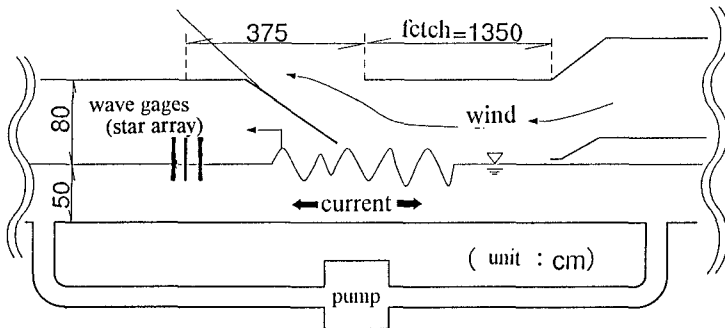 375
fetch=1350
wave gages
(star array)
wind
80
50
current
( unit : cm)
pump